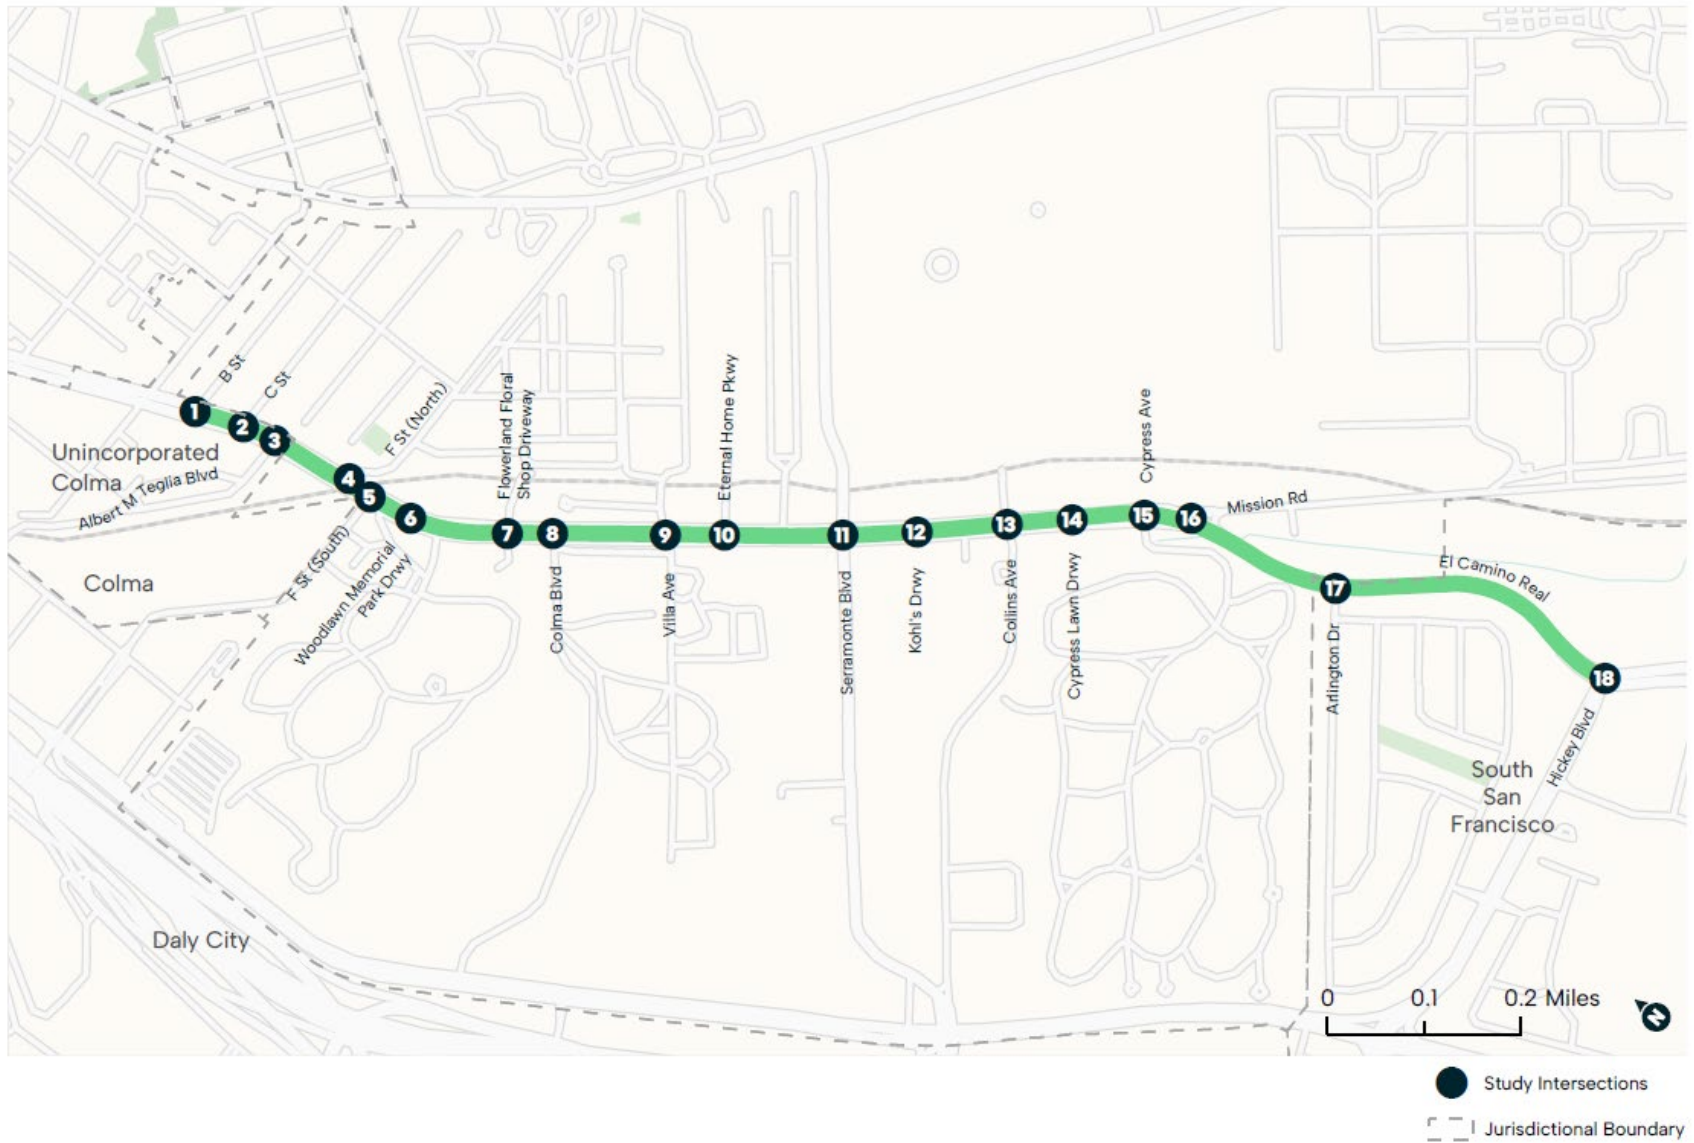 B St
C St
F St (North)
Flowerland Floral
Shop Driveway
Eternal Home Pkwy
Cypress Ave
1
2
3
4
5
6
7
8
9
10
11
12
13
14
15
16
17
18
Unincorporated
Colma
Albert M Teglia Blvd
Mission Rd
El Camino Real
Colma
F St (South)
Woodlawn Memorial
Park Drwy
Colma Blvd
Villa Ave
Serramonte Blvd
Kohl's Drwy
Collins Ave
Cypress Lawn Drwy
Arlington Dr
Hickey Blvd
South
San
Francisco
Daly City
0 0.1 0.2 Miles
N
Study Intersections
Jurisdictional Boundary